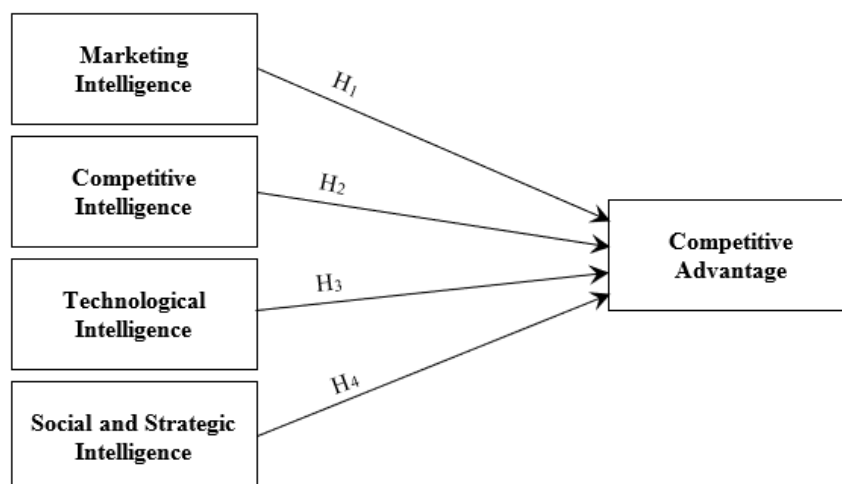 Marketing
Intelligence
H1
Competitive
Intelligence
H2
Competitive
Advantage
Technological
Intelligence
H3
Social and Strategic
Intelligence
H4